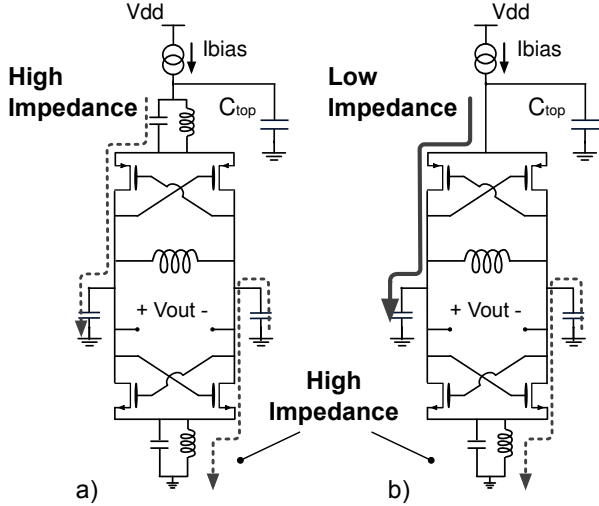 Vdd
Ibias
High
Impedance
Ctop
+ Vout -
a)
Vdd
Ibias
Low
Impedance
Ctop
+ Vout -
High
Impedance
b)